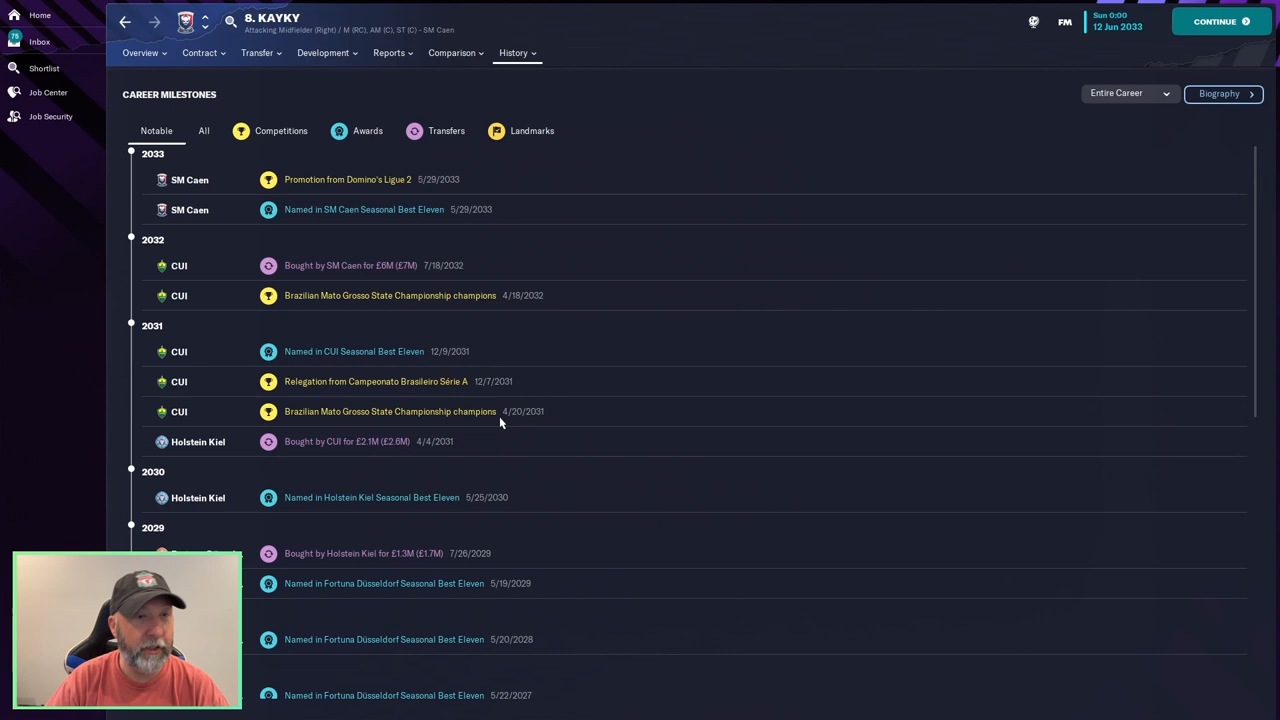 Home
75
Inbox
Shortlist
Job Center
Job Security
8. KAYKY
Attacking Midfielder (Right) / M (RC), AM (C), ST (C) - SM Caen
FM
Sun 0:00
12 Jun 2033
CONTINUE
Overview
Contract
Transfer
Development
Reports
Comparison
History
CAREER MILESTONES
Entire Career
Biography
Notable
All
Competitions
Awards
Transfers
Landmarks
2033
SM Caen Promotion from Domino's Ligue 2 5/29/2033
SM Caen Named in SM Caen Seasonal Best Eleven 5/29/2033
2032
CUI Bought by SM Caen for £6M (£7M) 7/18/2032
CUI Brazilian Mato Grosso State Championship champions 4/18/2032
2031
CUI Named in CUI Seasonal Best Eleven 12/9/2031
CUI Relegation from Campeonato Brasileiro Série A 12/7/2031
CUI Brazilian Mato Grosso State Championship champions 4/20/2031
Holstein Kiel Bought by CUI for £2.1M (£2.6M) 4/4/2031
2030
Holstein Kiel Named in Holstein Kiel Seasonal Best Eleven 5/25/2030
2029
Bought by Holstein Kiel for £1.3M (£1.7M) 7/26/2029
Named in Fortuna Düsseldorf Seasonal Best Eleven 5/19/2029
Named in Fortuna Düsseldorf Seasonal Best Eleven 5/20/2028
Named in Fortuna Düsseldorf Seasonal Best Eleven 5/22/2027